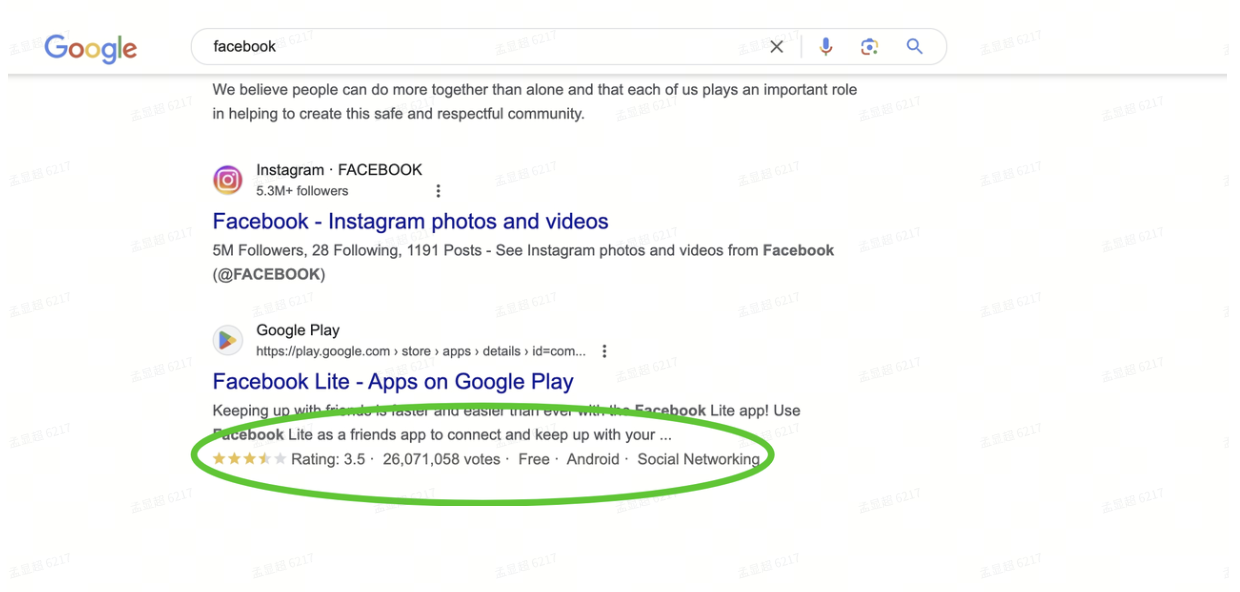 Google
facebook
We believe people can do more together than alone and that each of us plays an important role
in helping to create this safe and respectful community.
Instagram · FACEBOOK
5.3M+ followers
Facebook - Instagram photos and videos
5M Followers, 28 Following, 1191 Posts - See Instagram photos and videos from Facebook
(@FACEBOOK)
Google Play
https://play.google.com › store › apps › details › id=com...
Facebook Lite - Apps on Google Play
Keeping up with friends is faster and easier than ever with the Facebook Lite app! Use
Facebook Lite as a friends app to connect and keep up with your ...
Rating: 3.5 · 26,071,058 votes · Free · Android · Social Networking